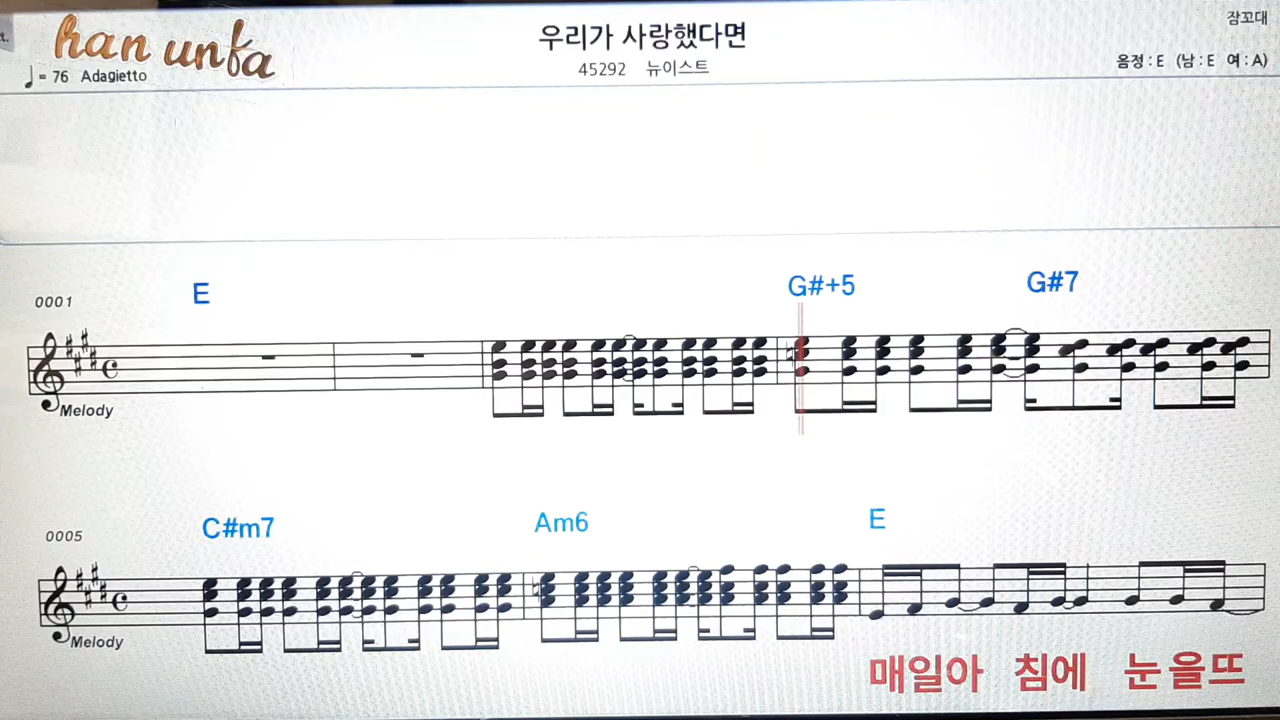 t.
han unfa
잠꼬대
우리가 사랑했다면
♩= 76 Adagietto
45292 뉴이스트
음정 : E (남 : E 여 : A)
0001
E
G#+5
G#7
Melody
0005
C#m7
Am6
E
Melody
매일아 침에 눈을뜨